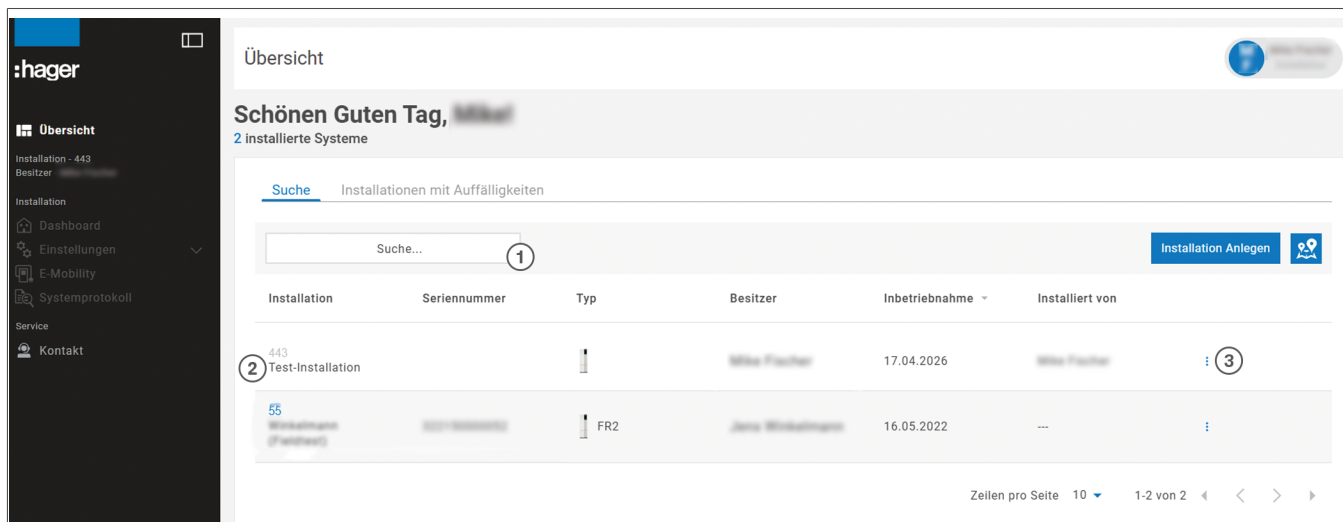 :hager
Übersicht
Installation - 443
Besitzer
Installation
Dashboard
Einstellungen
E-Mobility
Systemprotokoll
Service
Kontakt
Übersicht
Schönen Guten Tag,
2 installierte Systeme
Suche Installationen mit Auffälligkeiten
Suche... 1 Installation Anlegen
Installation Seriennummer Typ Besitzer Inbetriebnahme Installiert von
443
2 Test-Installation 17.04.2026 3
55
FR2 16.05.2022 ---
Zeilen pro Seite 10 1-2 von 2